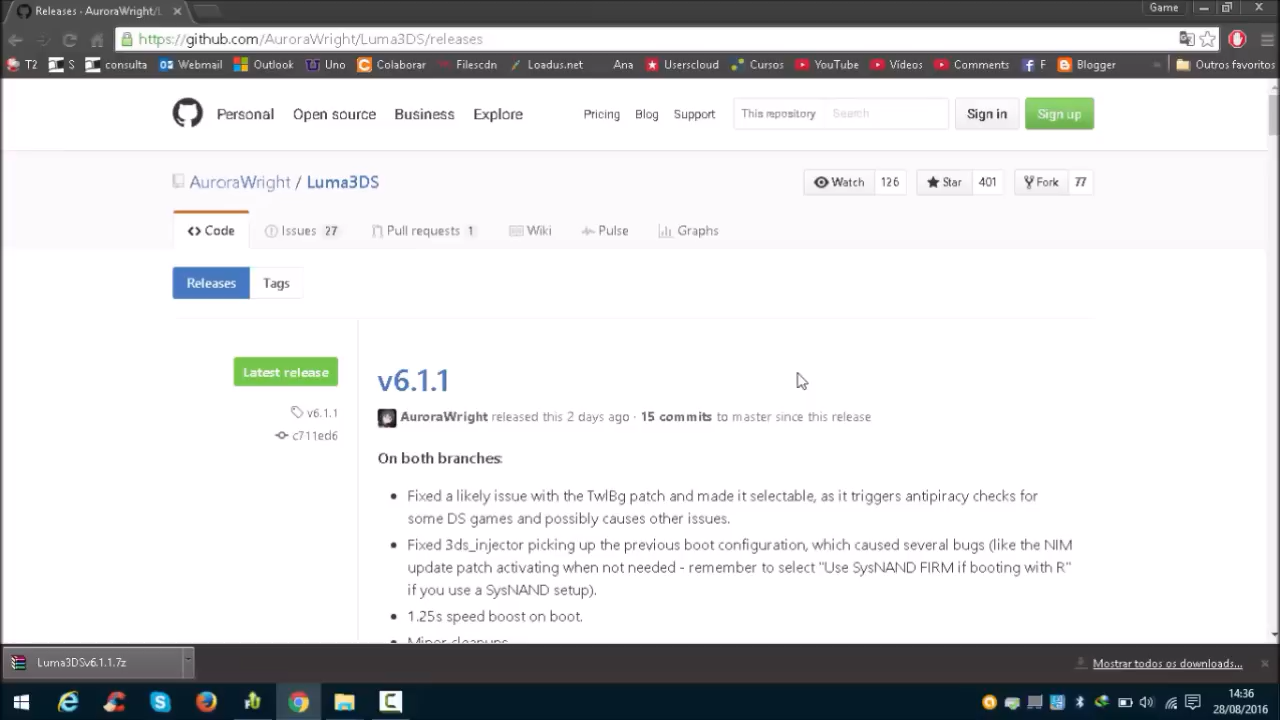 Releases · AuroraWright/L
Game
https://github.com/AuroraWright/Luma3DS/releases
T2
S
consulta
Webmail
Outlook
Uno
Colaborar
Filescdn
Loadus.net
Ana
Userscloud
Cursos
YouTube
Videos
Comments
F
Blogger
»
Outros favoritos
Personal
Open source
Business
Explore
Pricing
Blog
Support
This repository
Search
Sign in
Sign up
AuroraWright / Luma3DS
Watch 126
Star 401
Fork 77
<> Code
Issues 27
Pull requests 1
Wiki
Pulse
Graphs
Releases
Tags
Latest release
v6.1.1
c711ed6
v6.1.1
AuroraWright released this 2 days ago · 15 commits to master since this release
On both branches:
Fixed a likely issue with the TwlBg patch and made it selectable, as it triggers antipiracy checks for
some DS games and possibly causes other issues.
Fixed 3ds_injector picking up the previous boot configuration, which caused several bugs (like the NIM
update patch activating when not needed - remember to select "Use SysNAND FIRM if booting with R"
if you use a SysNAND setup).
1.25s speed boost on boot.
Minor cleanups
Luma3DSv6.1.1.7z
Mostrar todos os downloads...
14:36
28/08/2016